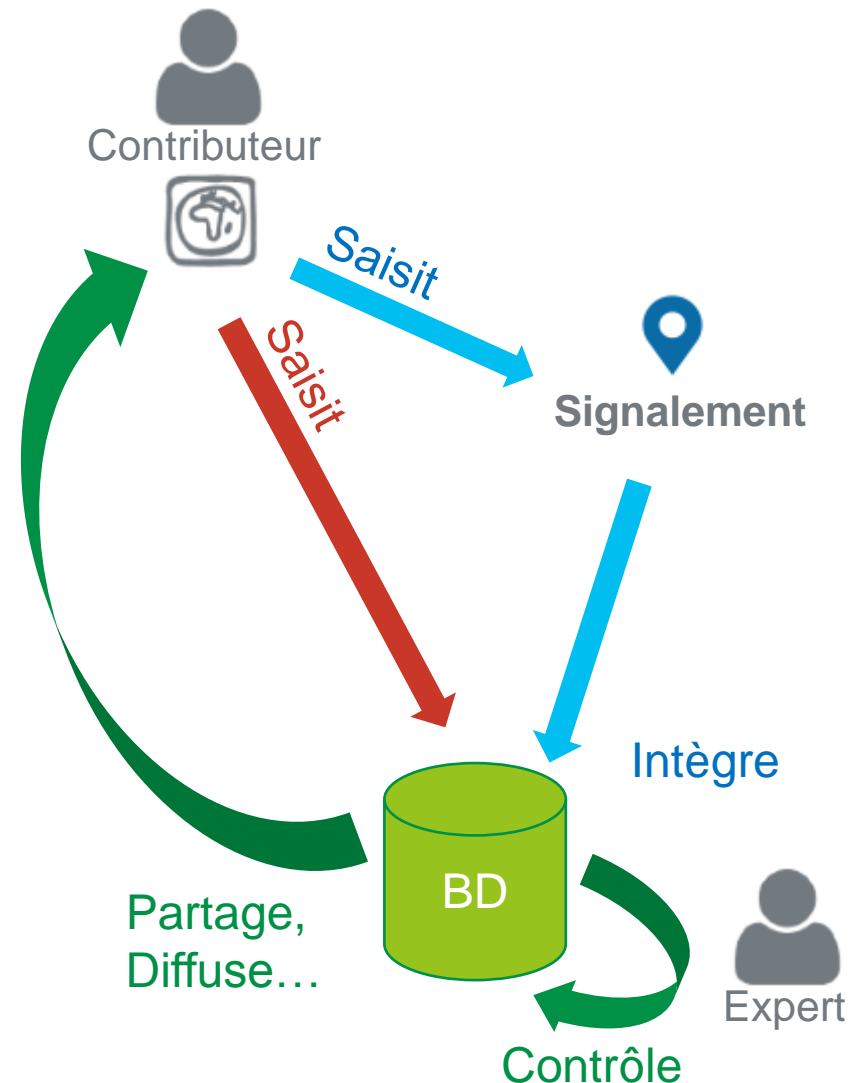 Contributeur
Saisit
Saisit
Signalement
Intègre
BD
Partage,
Diffuse…
Expert
Contrôle